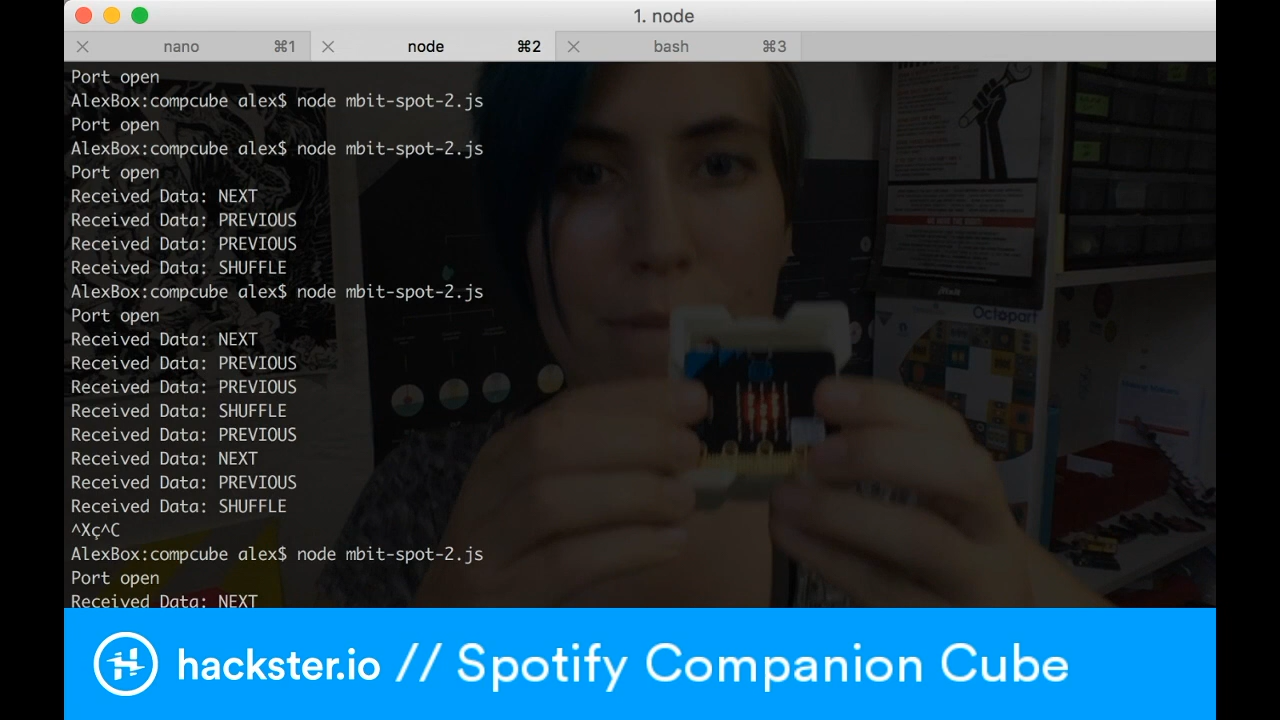 1. node
nano ⌘1 node ⌘2 bash ⌘3
Port open
AlexBox:compcube alex$ node mbit-spot-2.js
Port open
AlexBox:compcube alex$ node mbit-spot-2.js
Port open
Received Data: NEXT
Received Data: PREVIOUS
Received Data: PREVIOUS
Received Data: SHUFFLE
AlexBox:compcube alex$ node mbit-spot-2.js
Port open
Received Data: NEXT
Received Data: PREVIOUS
Received Data: PREVIOUS
Received Data: SHUFFLE
Received Data: PREVIOUS
Received Data: NEXT
Received Data: PREVIOUS
Received Data: SHUFFLE
^Xç^C
AlexBox:compcube alex$ node mbit-spot-2.js
Port open
Received Data: NEXT
Octopart
hackster.io // Spotify Companion Cube